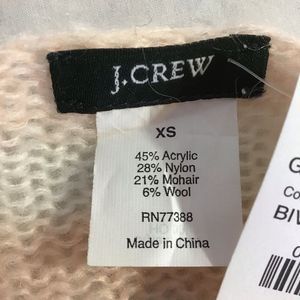 J.CREW
XS
45% Acrylic
28% Nylon
21% Mohair
6% Wool
RN77388
Made in China